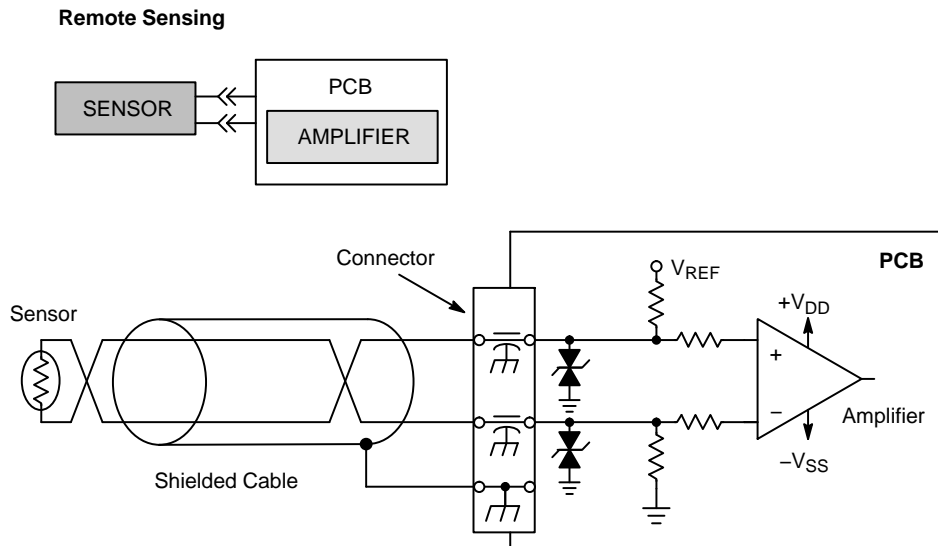 Remote Sensing
PCB
SENSOR
AMPLIFIER
Connector
VREF
PCB
+VDD
Sensor
+
−
Amplifier
−VSS
Shielded Cable